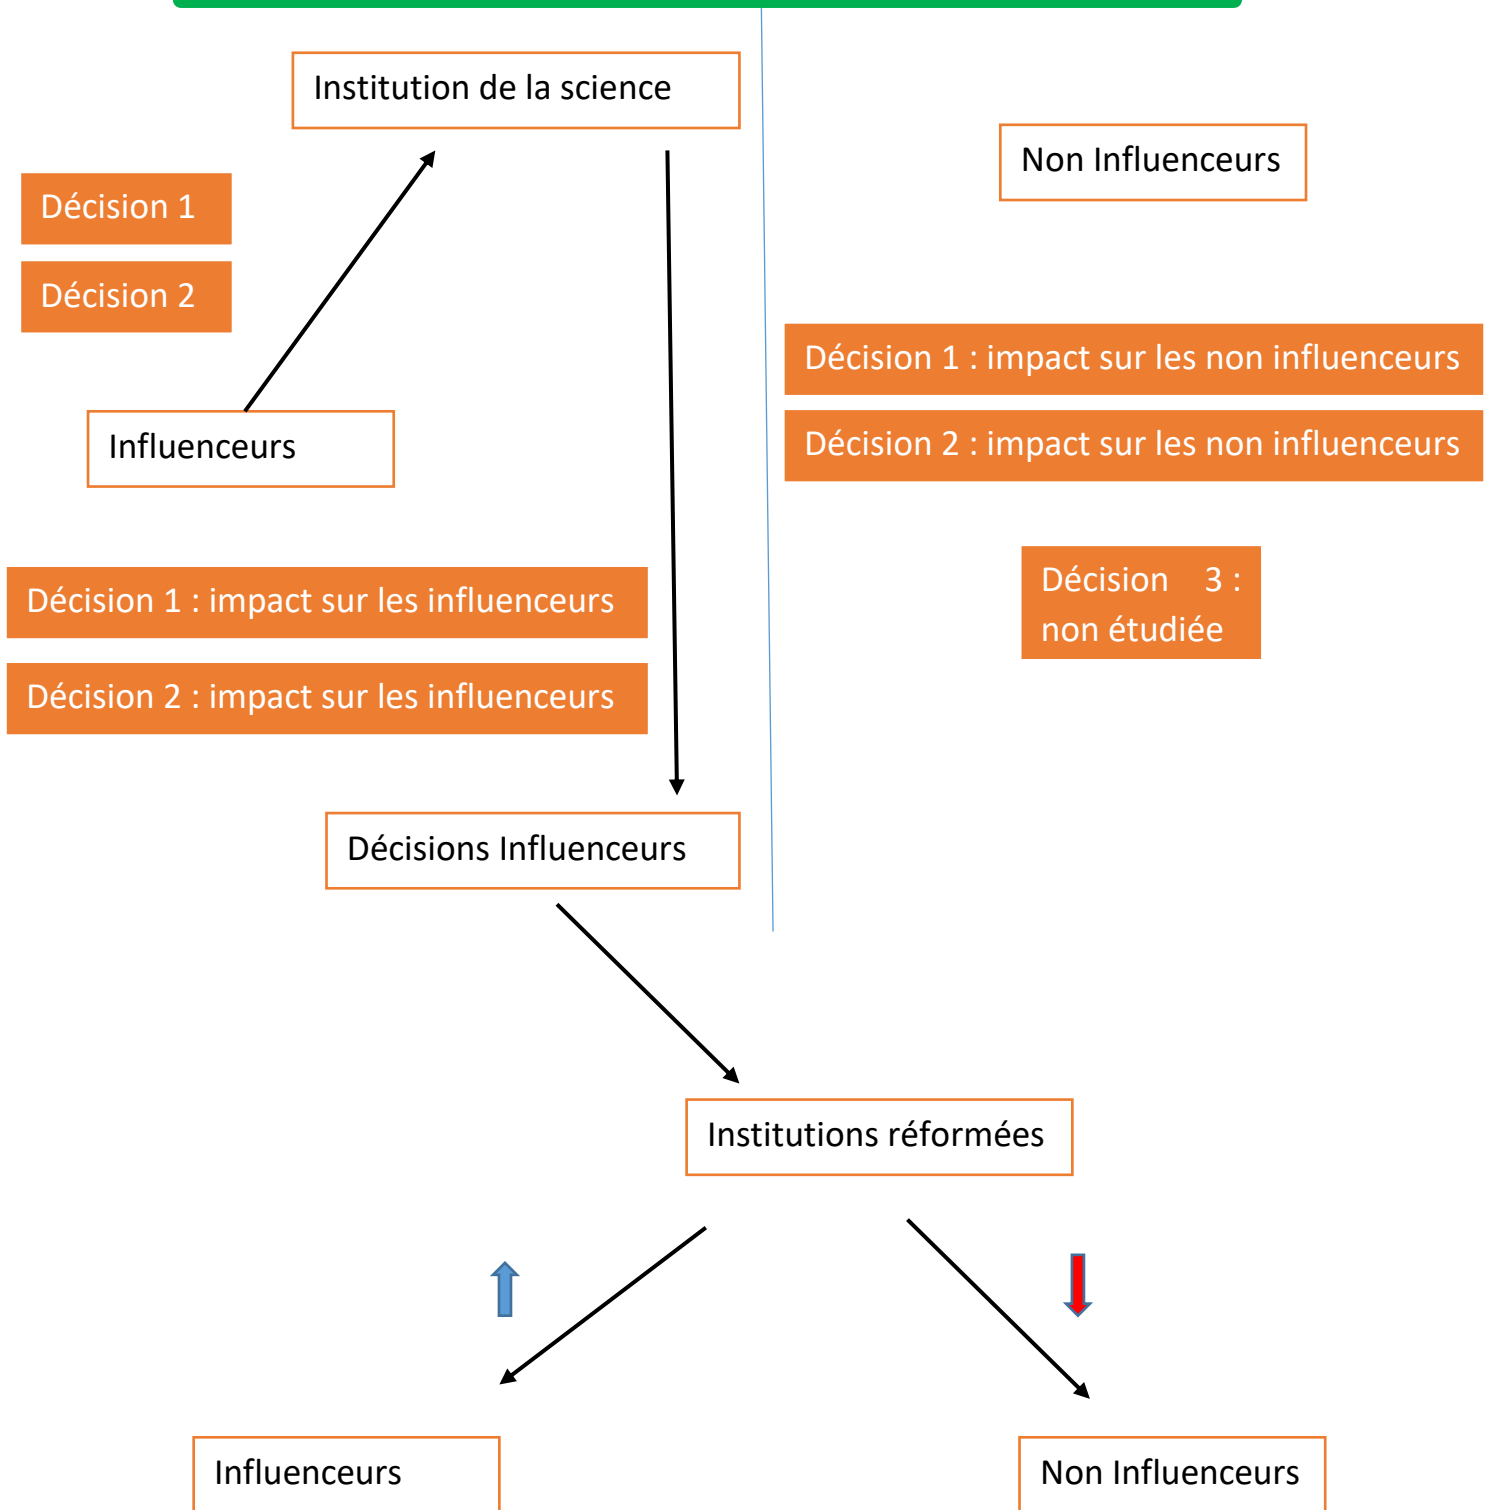 Institution de la science
Non Influenceurs
Décision 1
Décision 2
Décision 1 : impact sur les non influenceurs
Décision 2 : impact sur les non influenceurs
Influenceurs
Décision 3 :
non étudiée
Décision 1 : impact sur les influenceurs
Décision 2 : impact sur les influenceurs
Décisions Influenceurs
Institutions réformées
Influenceurs
Non Influenceurs